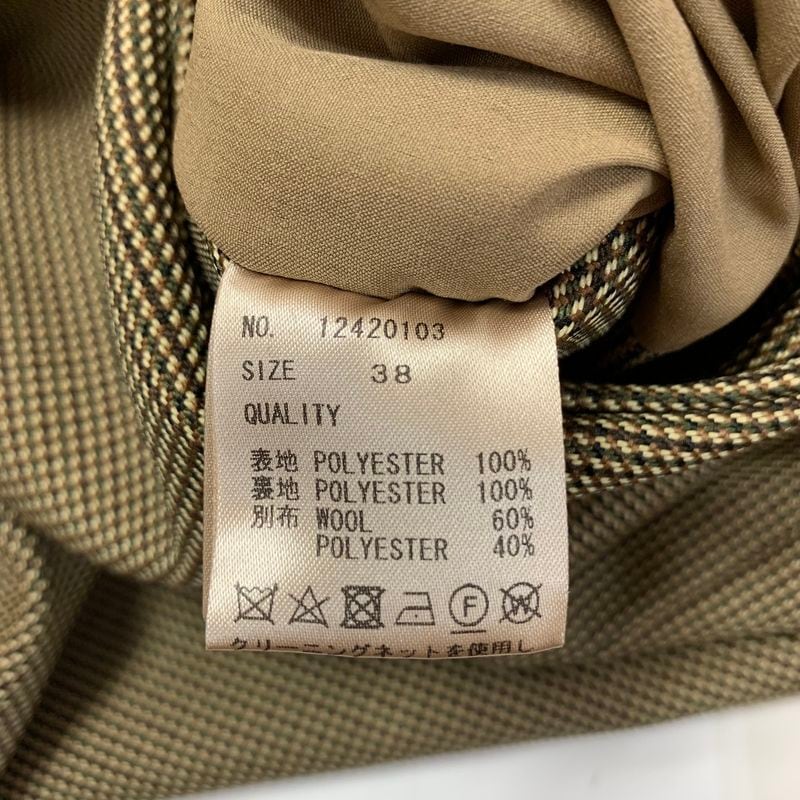 NO. 12420103
SIZE 38
QUALITY
表地 POLYESTER 100%
裏地 POLYESTER 100%
別布 WOOL 60%
POLYESTER 40%
F W
クリーニングネットを使用し